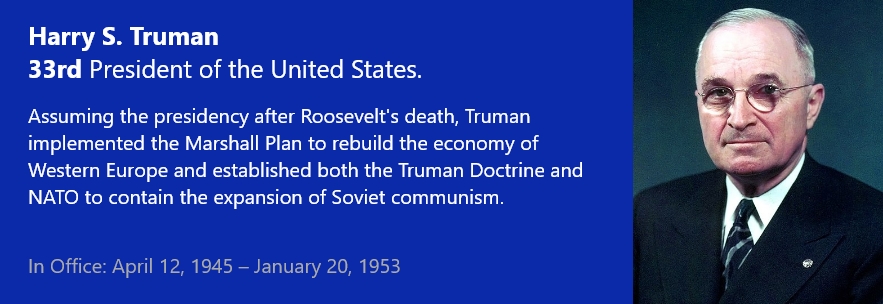 Harry S. Truman
33rd President of the United States.
Assuming the presidency after Roosevelt's death, Truman
implemented the Marshall Plan to rebuild the economy of
Western Europe and established both the Truman Doctrine and
NATO to contain the expansion of Soviet communism.
In Office: April 12, 1945 – January 20, 1953